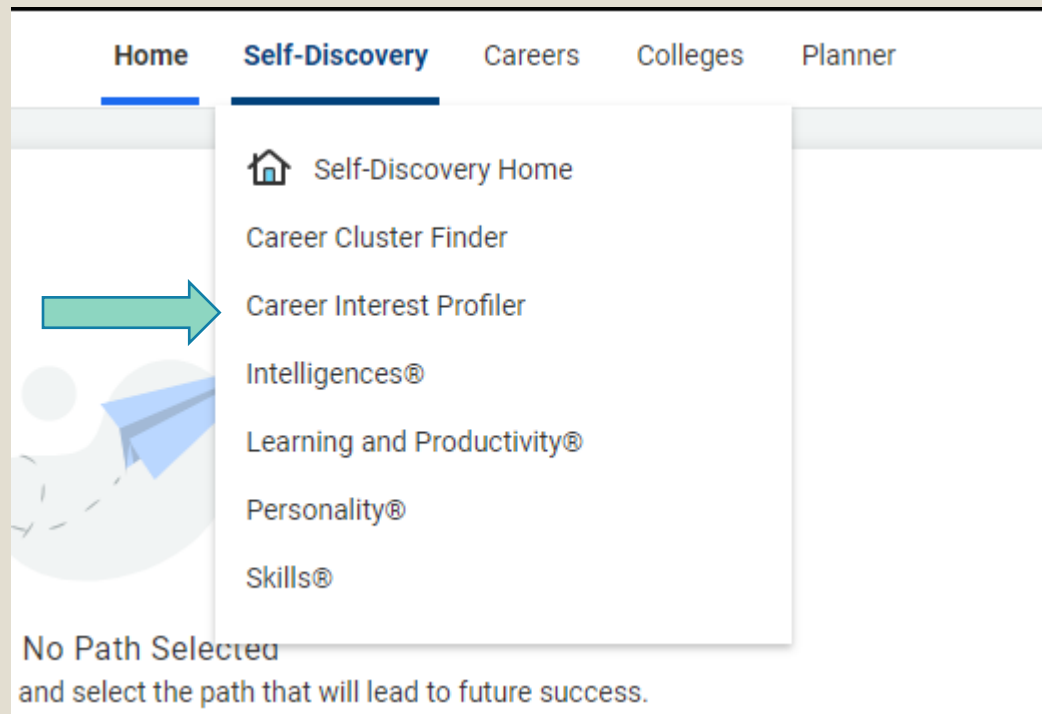 Home Self-Discovery Careers Colleges Planner
Self-Discovery Home
Career Cluster Finder
Career Interest Profiler
Intelligences®
Learning and Productivity®
Personality®
Skills®
No Path Selected
and select the path that will lead to future success.